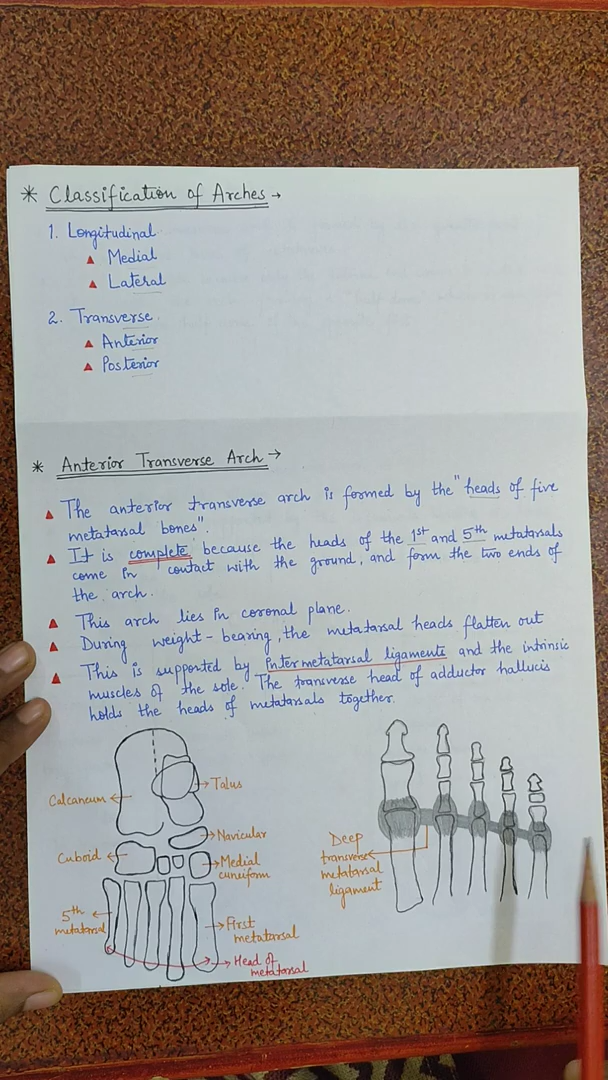 * Classification of Arches →
1. Longitudinal
▲ Medial
▲ Lateral
2. Transverse
▲ Anterior
▲ Posterior
* Anterior Transverse Arch →
▲ The anterior transverse arch is formed by the "heads of five
metatarsal bones".
▲ It is complete because the heads of the 1st and 5th metatarsals
come in contact with the ground, and form the two ends of
the arch.
▲ This arch lies in coronal plane.
▲ During weight-bearing, the metatarsal heads flatten out
▲ This is supported by intermetatarsal ligaments and the intrinsic
muscles of the sole. The transverse head of adductor hallucis
holds the heads of metatarsals together.
Calcaneum
Talus
Navicular
Cuboid
Medial
cuneiform
5th
metatarsal
First
metatarsal
Head of
metatarsal
Deep
transverse
metatarsal
ligament